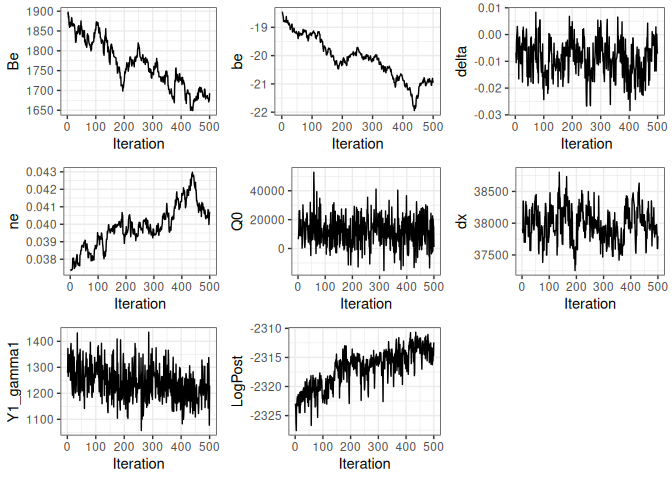 Be
1900
1850
1800
1750
1700
1650
0 100 200 300 400 500
Iteration
be
-19
-20
-21
-22
0 100 200 300 400 500
Iteration
delta
0.01
0.00
-0.01
-0.02
-0.03
0 100 200 300 400 500
Iteration
ne
0.043
0.042
0.041
0.040
0.039
0.038
0 100 200 300 400 500
Iteration
Q0
40000
20000
0
0 100 200 300 400 500
Iteration
dx
38500
38000
37500
0 100 200 300 400 500
Iteration
Y1_gamma1
1400
1300
1200
1100
0 100 200 300 400 500
Iteration
LogPost
-2310
-2315
-2320
-2325
0 100 200 300 400 500
Iteration